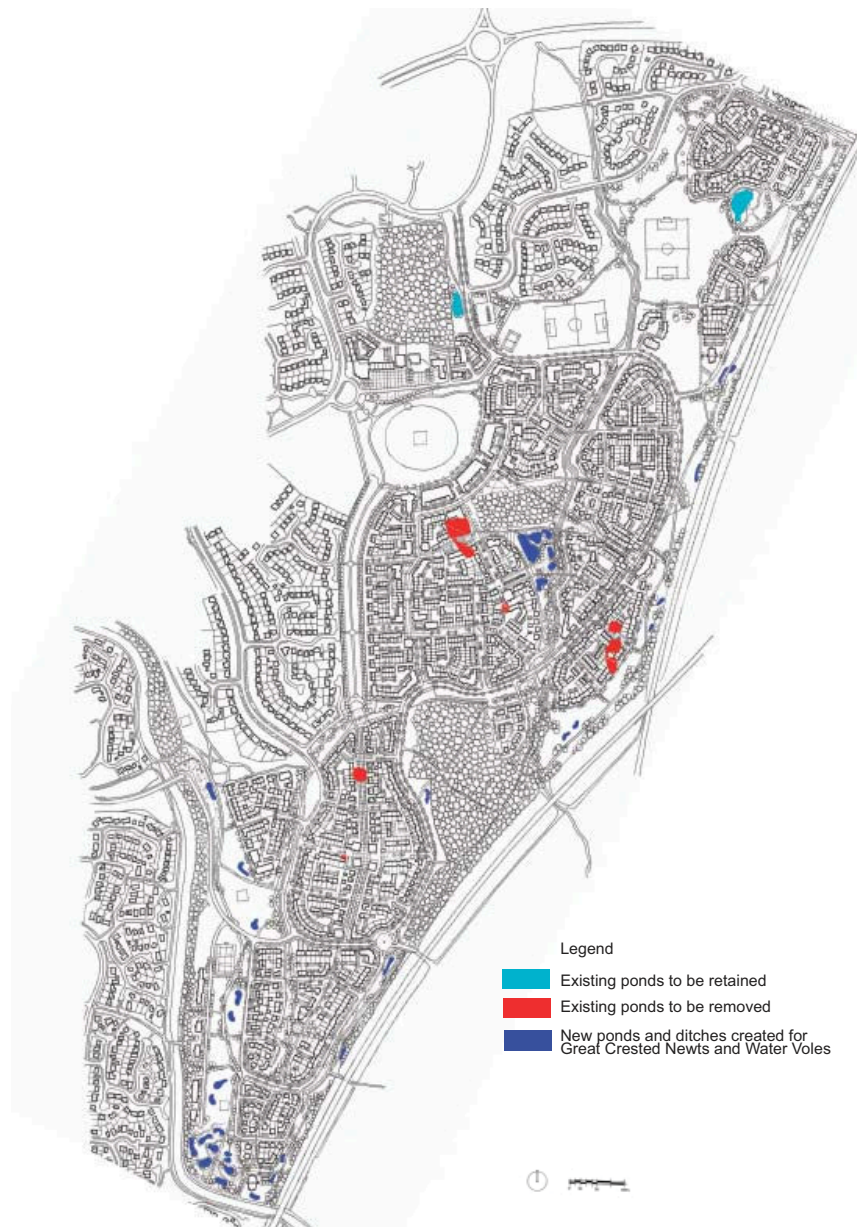 Legend
Existing ponds to be retained
Existing ponds to be removed
New ponds and ditches created for
Great Crested Newts and Water Voles